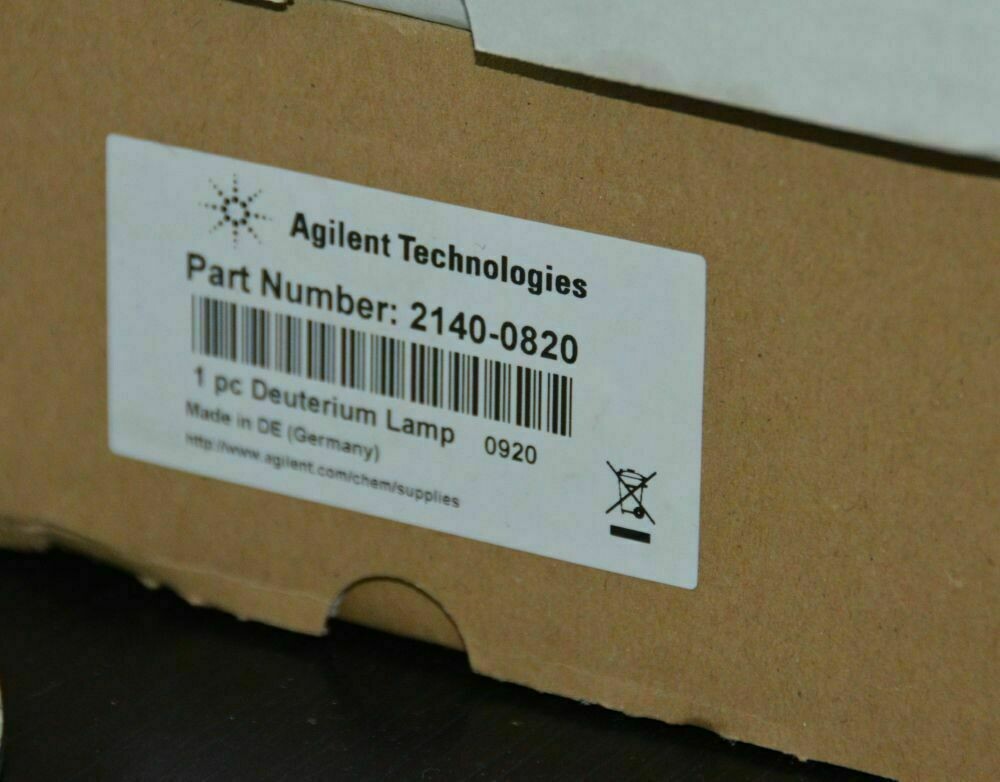 Agilent Technologies
Part Number: 2140-0820
1 pc Deuterium Lamp 0920
Made in DE (Germany)
http://www.agilent.com/chem/supplies